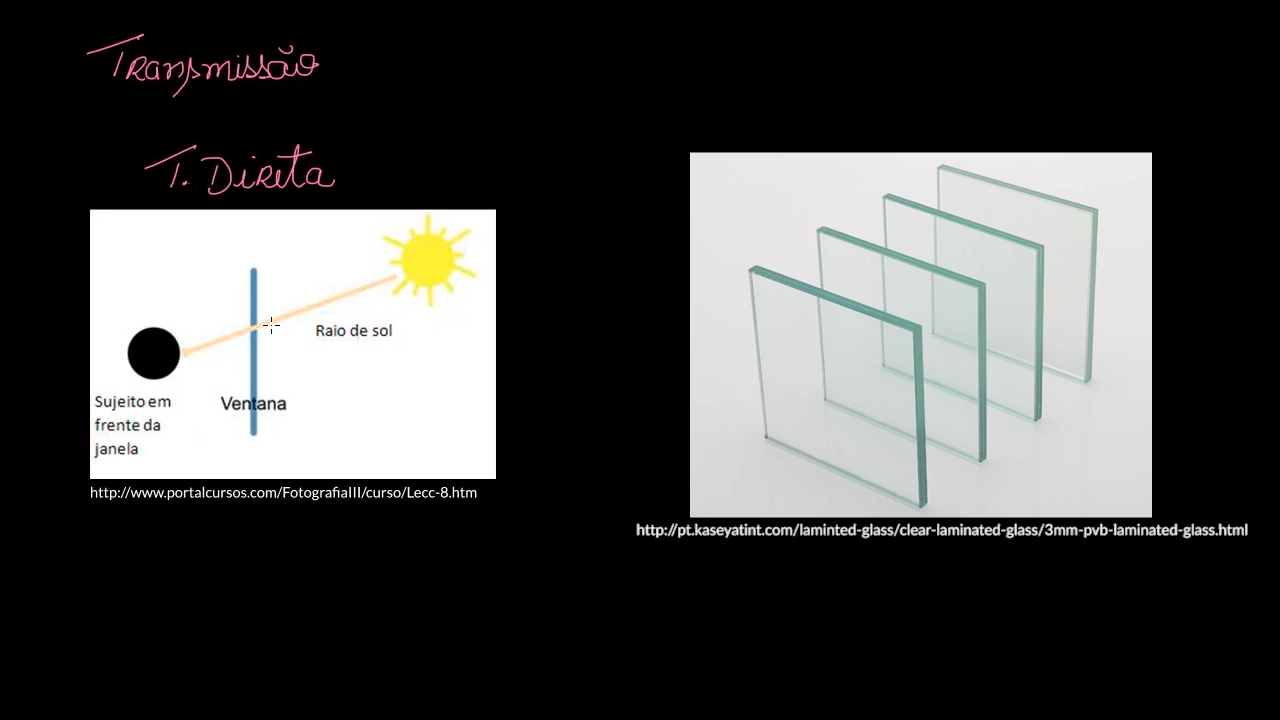 Transmissão
T. Direta
Raio de sol
Sujeito em
frente da
janela
Ventana
http://www.portalcursos.com/FotografiaIII/curso/Lecc-8.htm
http://pt.kaseyatint.com/laminted-glass/clear-laminated-glass/3mm-pvb-laminated-glass.html